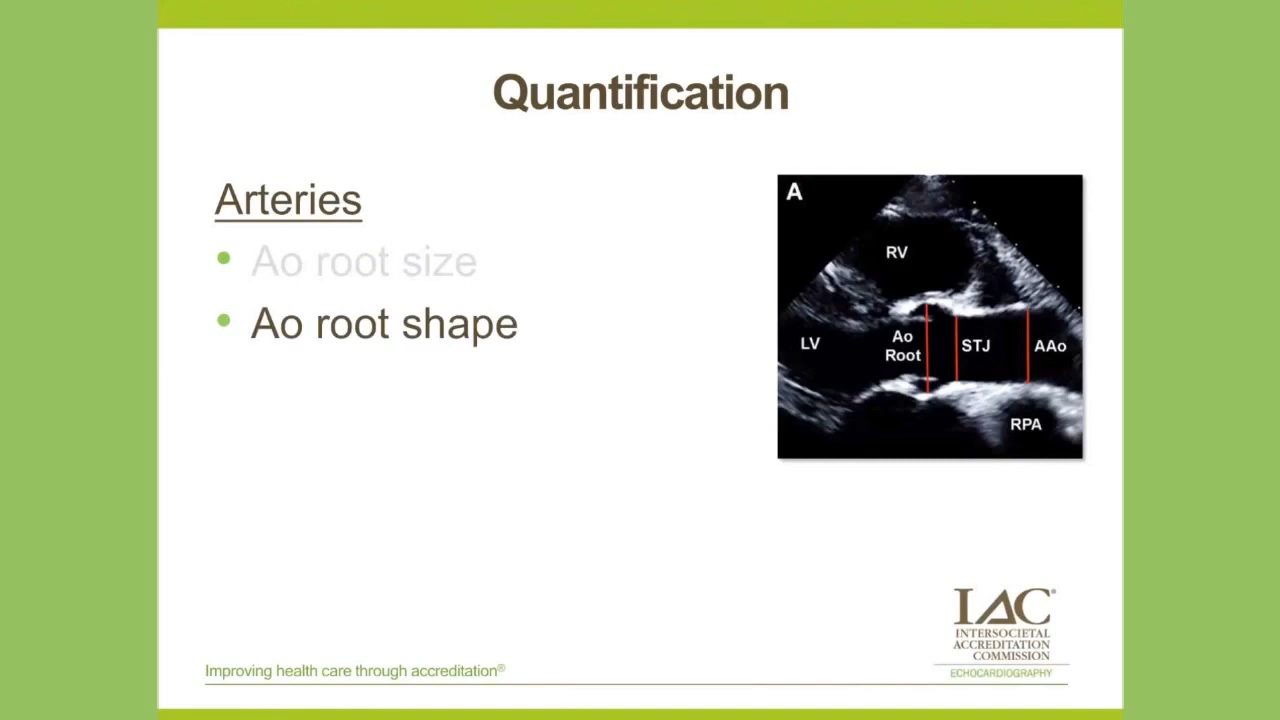 Quantification
Arteries
• Ao root size
• Ao root shape
A
RV
LV
Ao
Root
STJ
AAo
RPA
IAC®
INTERSOCIETAL
ACCREDITATION
COMMISSION
ECHOCARDIOGRAPHY
Improving health care through accreditation®